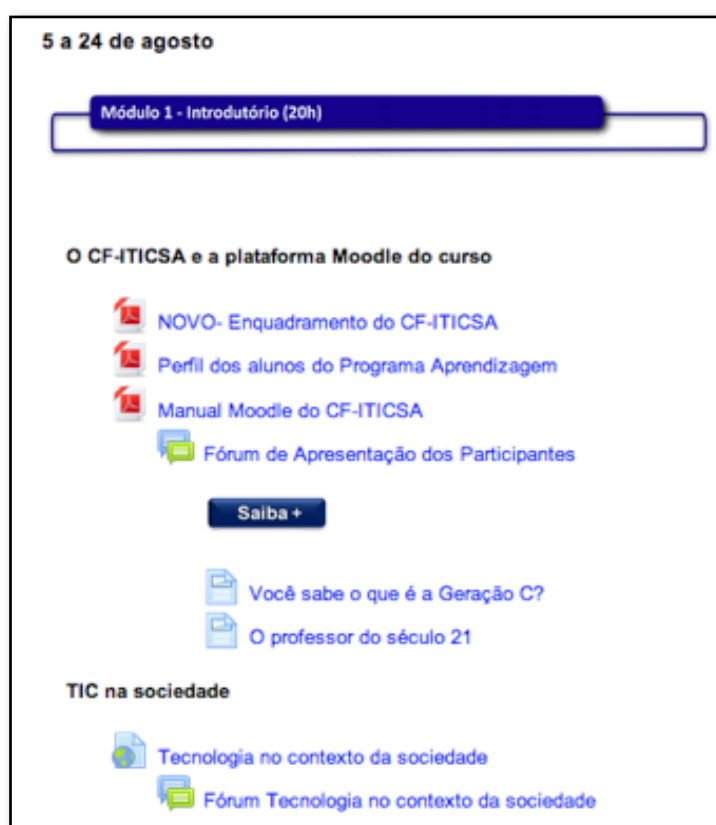 5 a 24 de agosto
Módulo 1 - Introdutório (20h)
O CF-ITICSA e a plataforma Moodle do curso
NOVO- Enquadramento do CF-ITICSA
Perfil dos alunos do Programa Aprendizagem
Manual Moodle do CF-ITICSA
Fórum de Apresentação dos Participantes
Saiba +
Você sabe o que é a Geração C?
O professor do século 21
TIC na sociedade
Tecnologia no contexto da sociedade
Fórum Tecnologia no contexto da sociedade